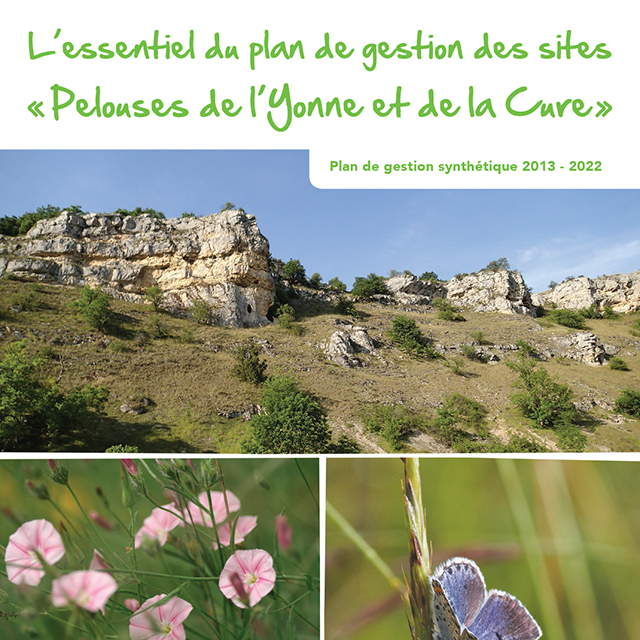 L'essentiel du plan de gestion des sites
« Pelouses de l'Yonne et de la Cure »
Plan de gestion synthétique 2013 - 2022